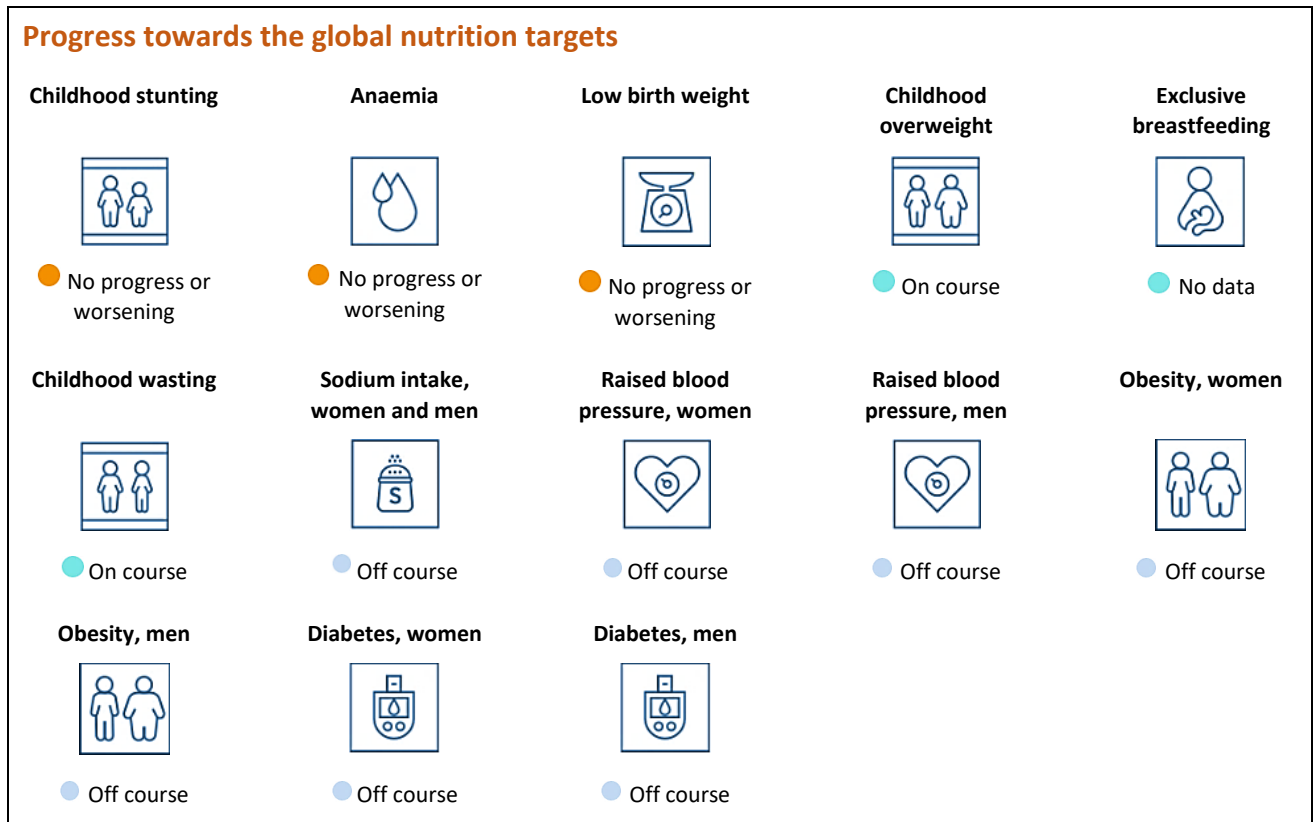 Progress towards the global nutrition targets
Childhood stunting
Anaemia
Low birth weight
Childhood
overweight
Exclusive
breastfeeding
No progress or
worsening
No progress or
worsening
No progress or
worsening
On course
No data
Childhood wasting
Sodium intake,
women and men
Raised blood
pressure, women
Raised blood
pressure, men
Obesity, women
S
On course
Off course
Off course
Off course
Off course
Obesity, men
Diabetes, women
Diabetes, men
Off course
Off course
Off course